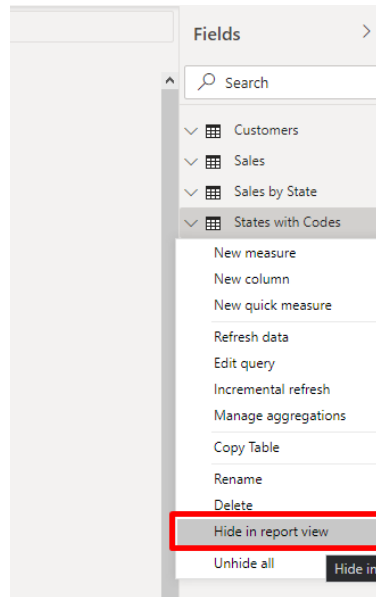 Fields
Search
Customers
Sales
Sales by State
States with Codes
New measure
New column
New quick measure
Refresh data
Edit query
Incremental refresh
Manage aggregations
Copy Table
Rename
Delete
Hide in report view
Unhide all
Hide in